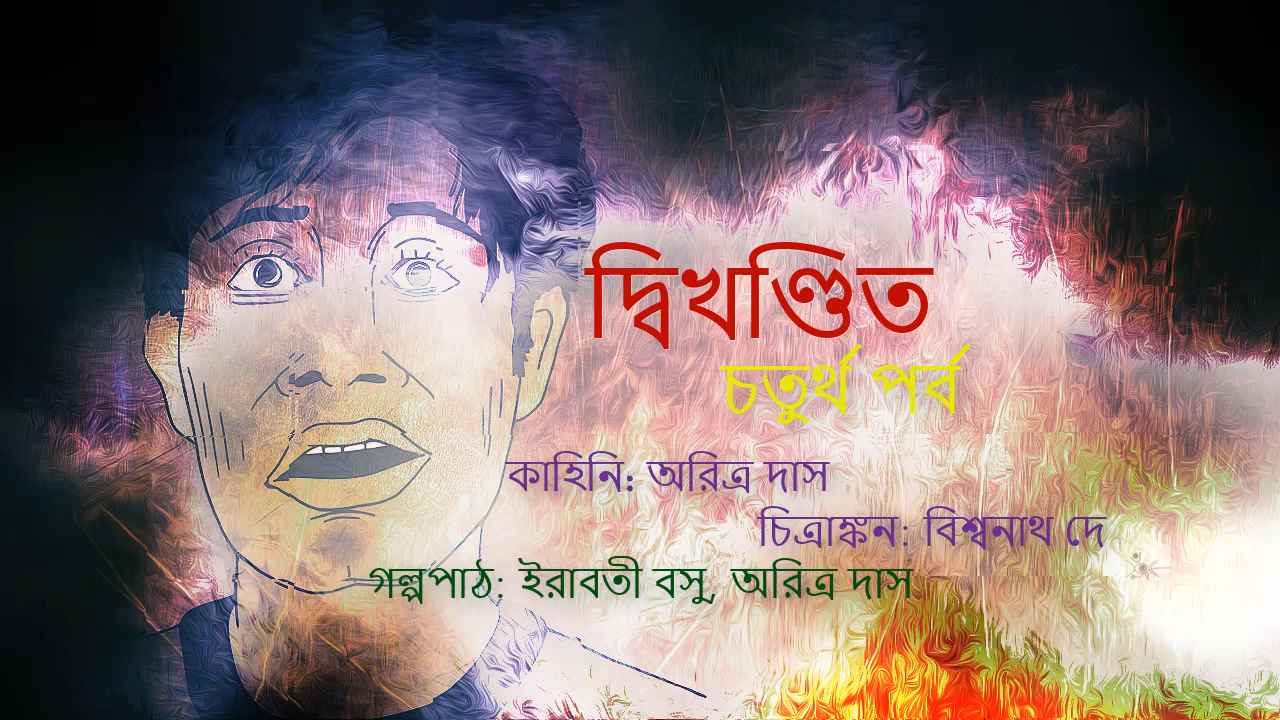 দ্বিখণ্ডিত
চতুর্থ পর্ব
কাহিনি: অরিত্র দাস
চিত্রাঙ্কন: বিশ্বনাথ দে
গল্পপাঠ: ইরাবতী বসু, অরিত্র দাস